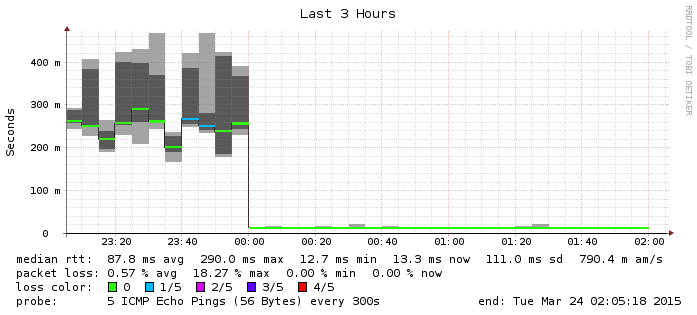 Last 3 Hours
RRDTOOL / TOBI OETIKER
Seconds
400 m
300 m
200 m
100 m
0
23:20 23:40 00:00 00:20 00:40 01:00 01:20 01:40 02:00
median rtt: 87.8 ms avg 290.0 ms max 12.7 ms min 13.3 ms now 111.0 ms sd 790.4 m am/s
packet loss: 0.57 % avg 18.27 % max 0.00 % min 0.00 % now
loss color: 0 1/5 2/5 3/5 4/5
probe: 5 ICMP Echo Pings (56 Bytes) every 300s end: Tue Mar 24 02:05:18 2015